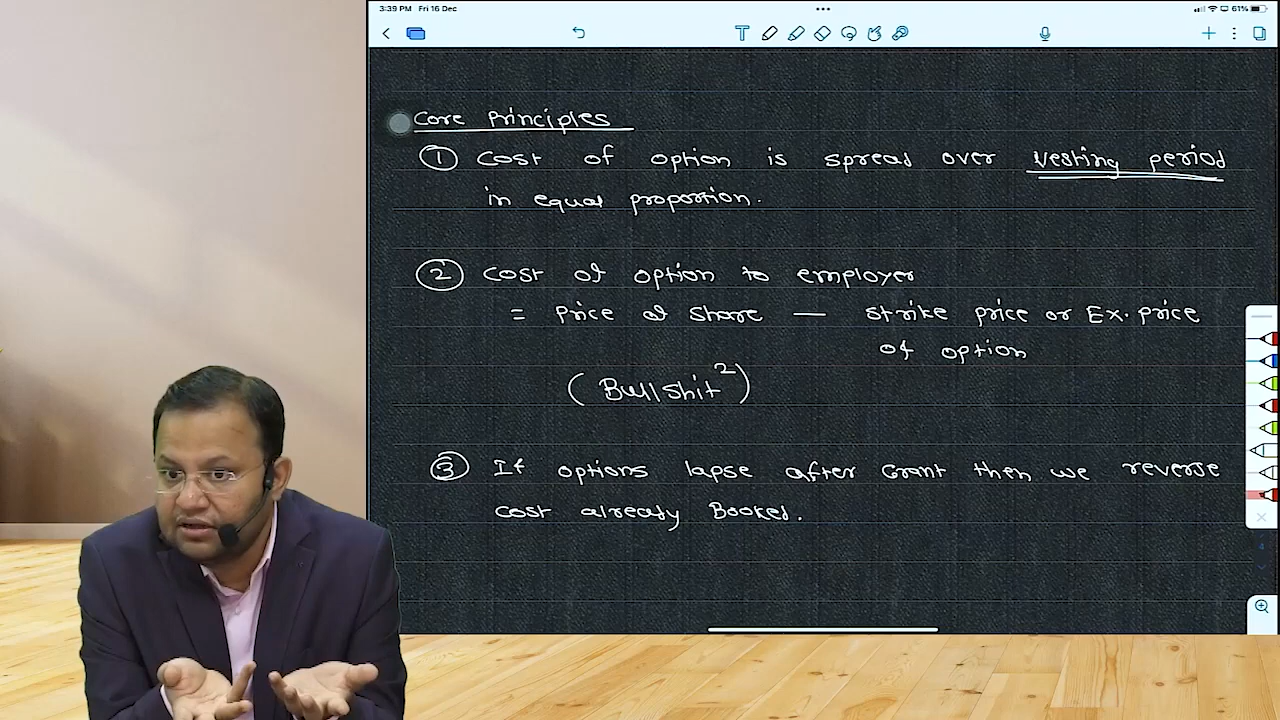 3:39 PM Fri 16 Dec
61%
Core Principles
① Cost of option is spread over vesting period
in equal proportion.
② Cost of option to employer
= Price of Share — Strike price or Ex. price
of option
(Bullshit²)
③ If options lapse after Grant then we reverse
cost already Booked.